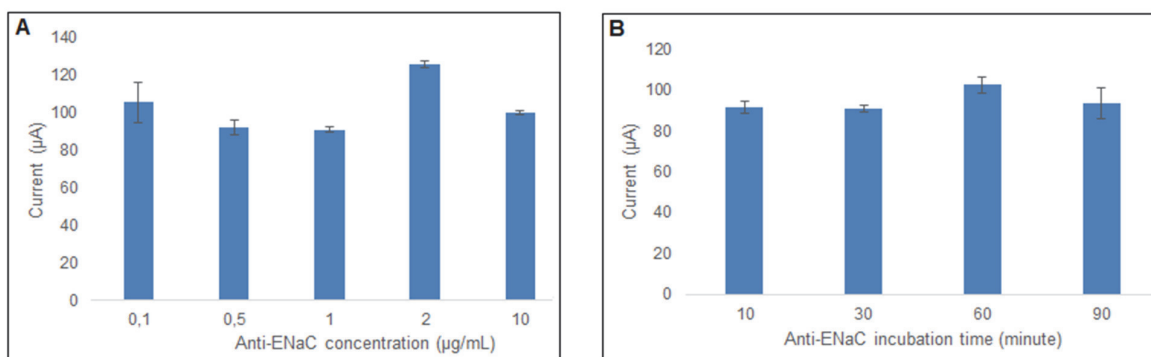 A
140
120
100
80
60
40
20
0
Current (µA)
0,1 0,5 1 2 10
Anti-ENaC concentration (µg/mL)
B
120
100
80
60
40
20
0
Current (µA)
10 30 60 90
Anti-ENaC incubation time (minute)